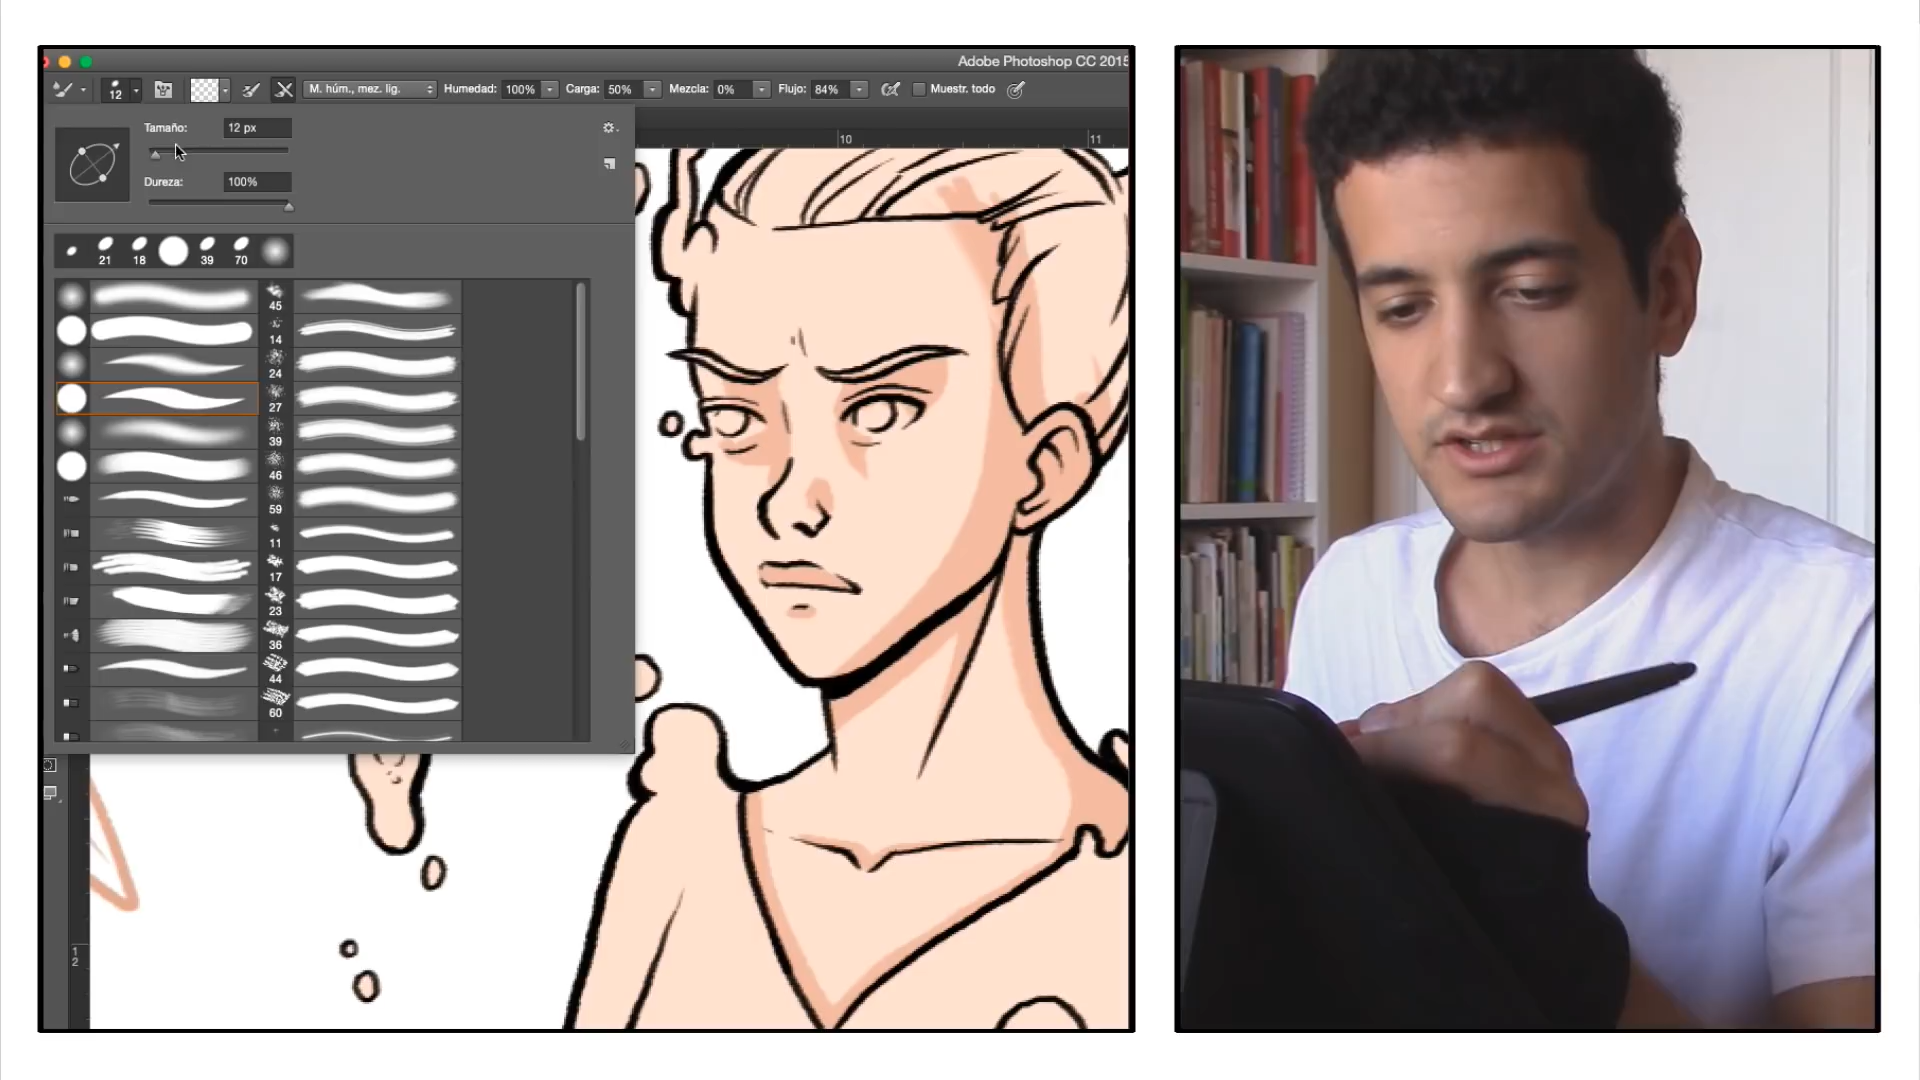 Adobe Photoshop CC 2015
12
M. húm., mez. lig.
Humedad: 100%
Carga: 50%
Mezcla: 0%
Flujo: 84%
Muestr. todo
Tamaño: 12 px
Dureza: 100%
10
11
21
18
39
70
45
14
24
27
39
46
59
11
17
23
36
44
60
1
2